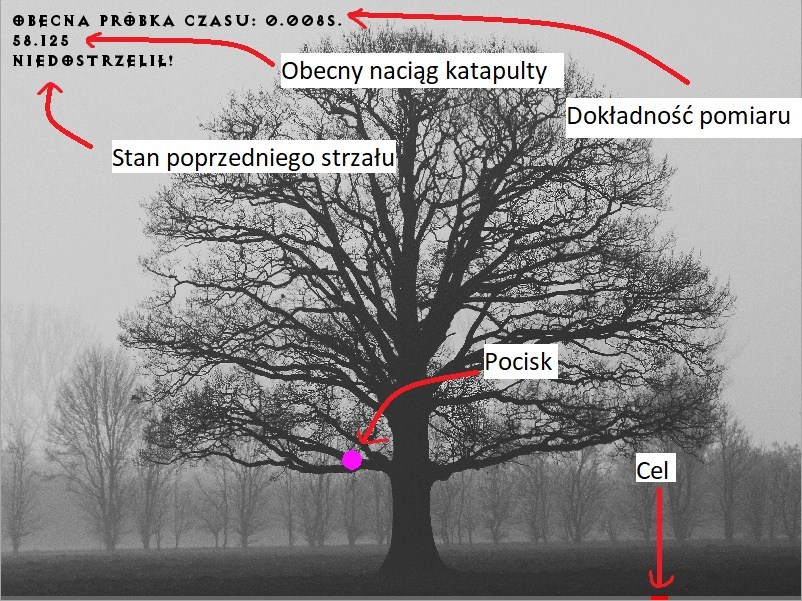 OBECNA PRÓBKA CZASU: 0.008S.
58.125
NIEDOSTRZELIŁ!
Obecny naciąg katapulty
Dokładność pomiaru
Stan poprzedniego strzału
Pocisk
Cel